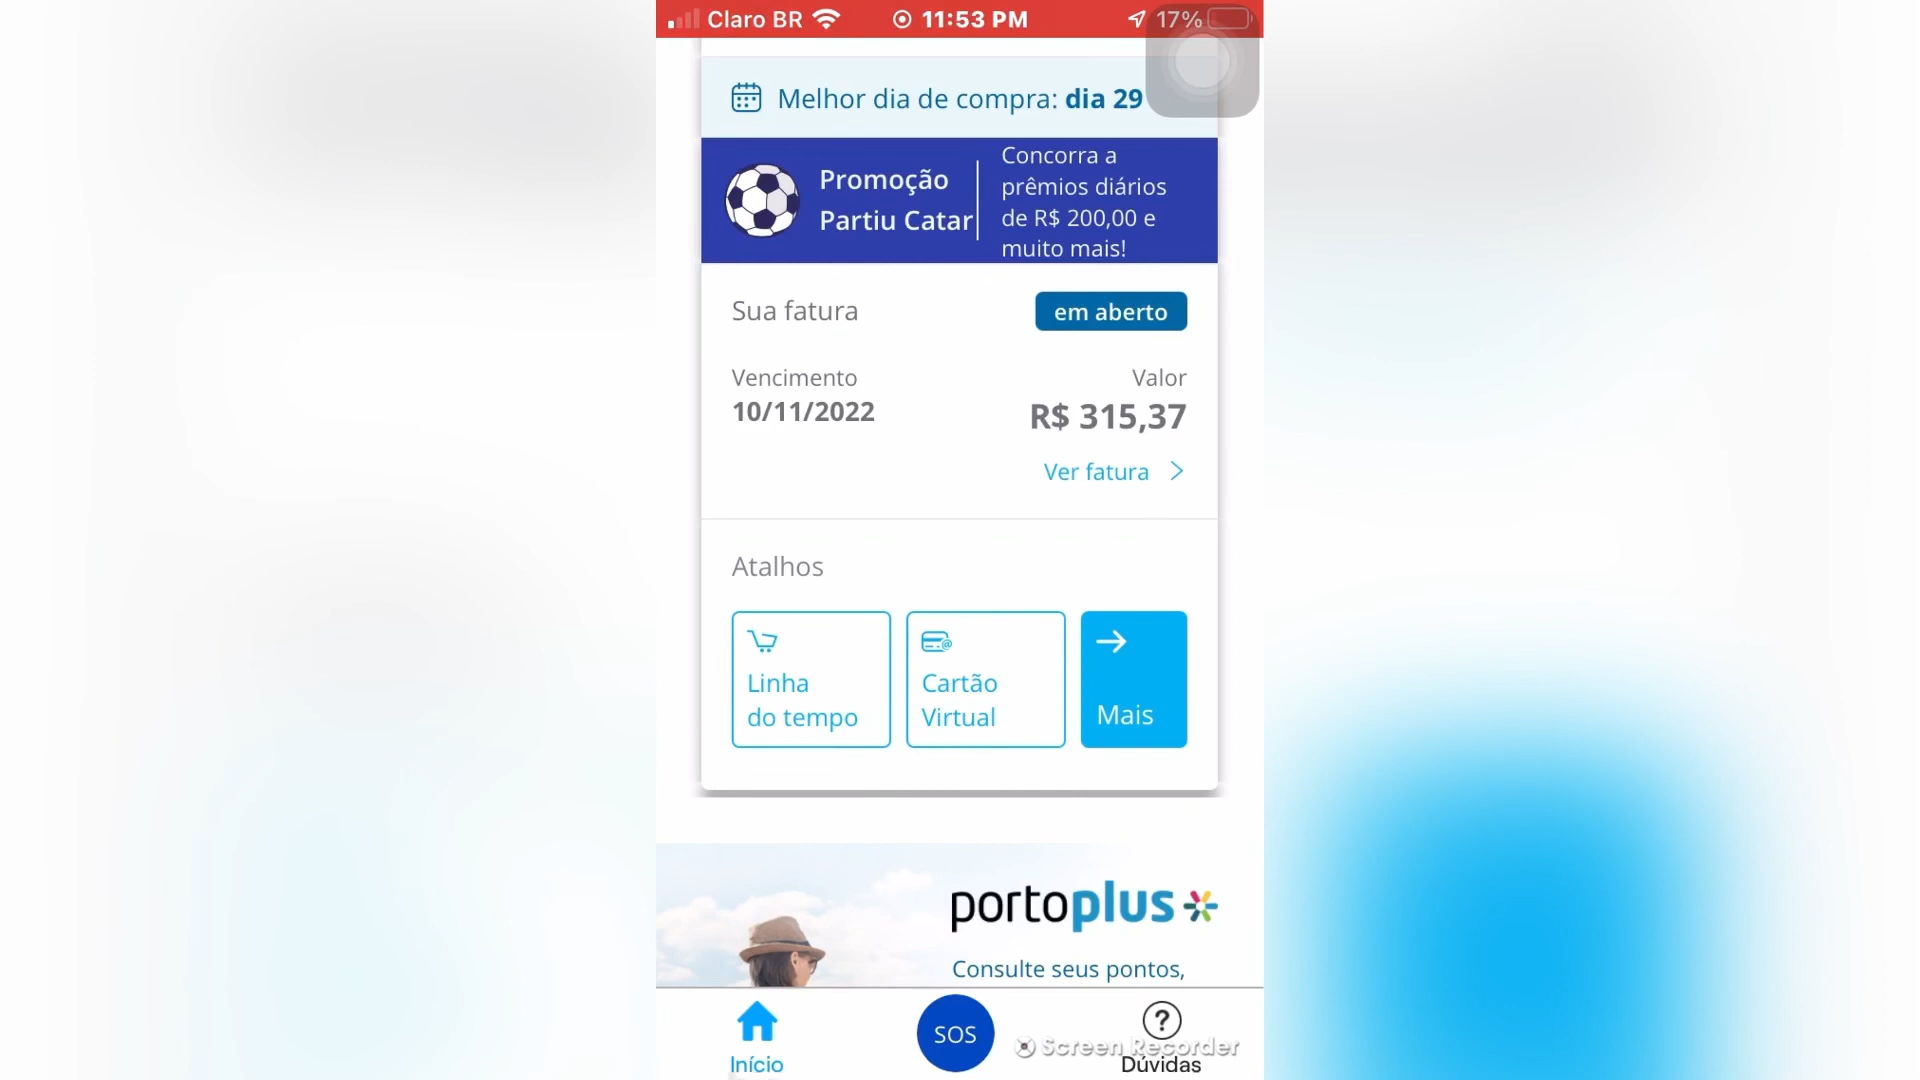 Claro BR 11:53 PM 17%
Melhor dia de compra: dia 29
Promoção
Partiu Catar
Concorra a
prêmios diários
de R$ 200,00 e
muito mais!
Sua fatura em aberto
Vencimento Valor
10/11/2022 R$ 315,37
Ver fatura
Atalhos
Linha
do tempo
Cartão
Virtual
Mais
portoplus
Consulte seus pontos,
Início
SOS
Screen Recorder
Dúvidas